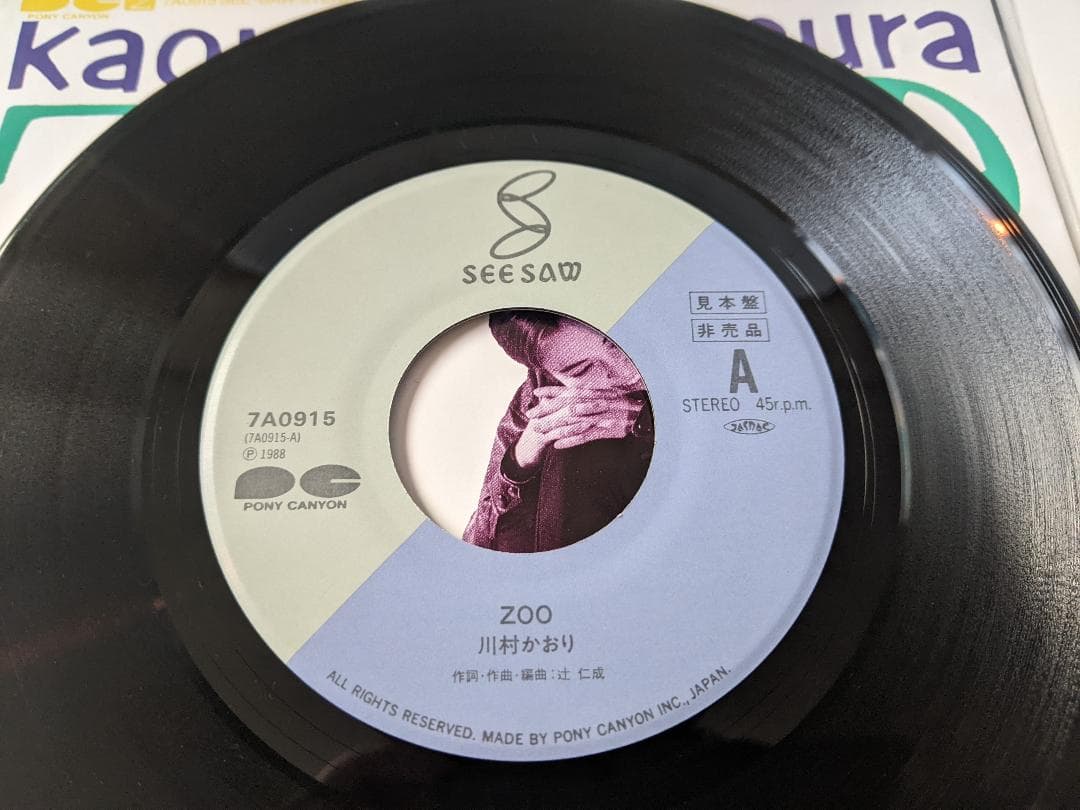 PONY CANYON
SEE SAW
見本盤
非売品
A
STEREO 45r.p.m.
JASRAC
7A0915
(7A0915-A)
Ⓟ 1988
PONY CANYON
ZOO
川村かおり
作詞・作曲・編曲:辻 仁成
ALL RIGHTS RESERVED. MADE BY PONY CANYON INC., JAPAN.